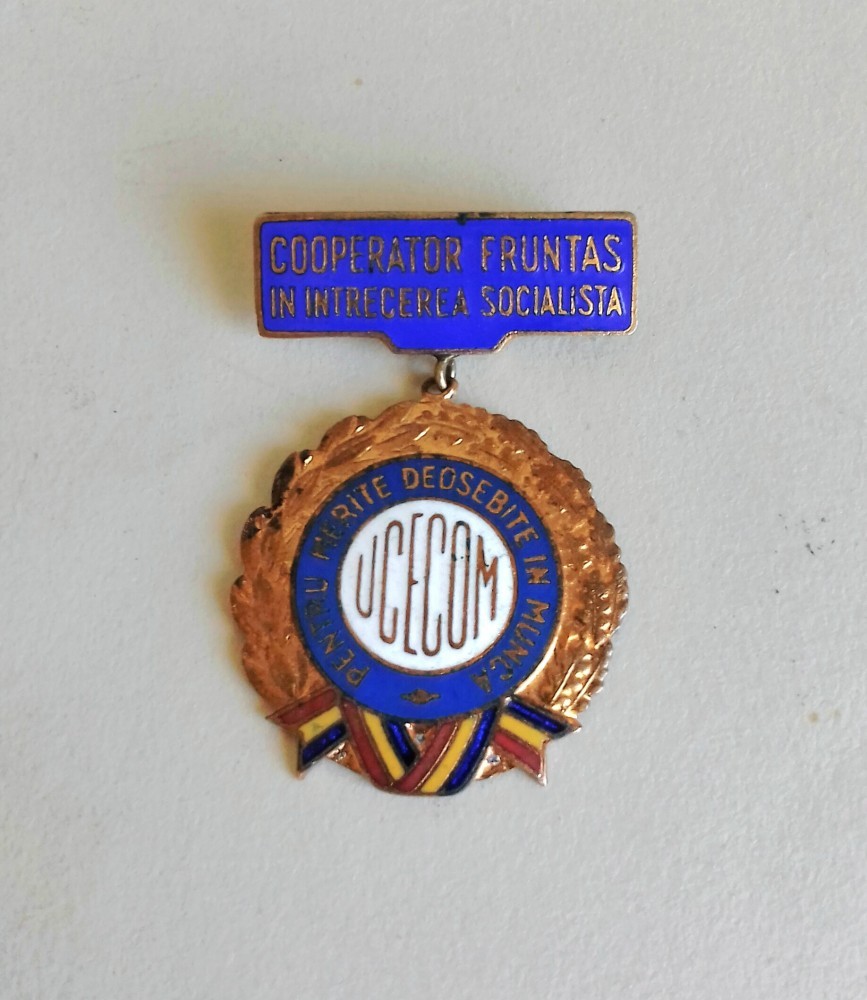 COOPERATOR FRUNTAS
IN INTRECEREA SOCIALISTA
PENTRU MERITE DEOSEBITE IN MUNCA
UCECOM